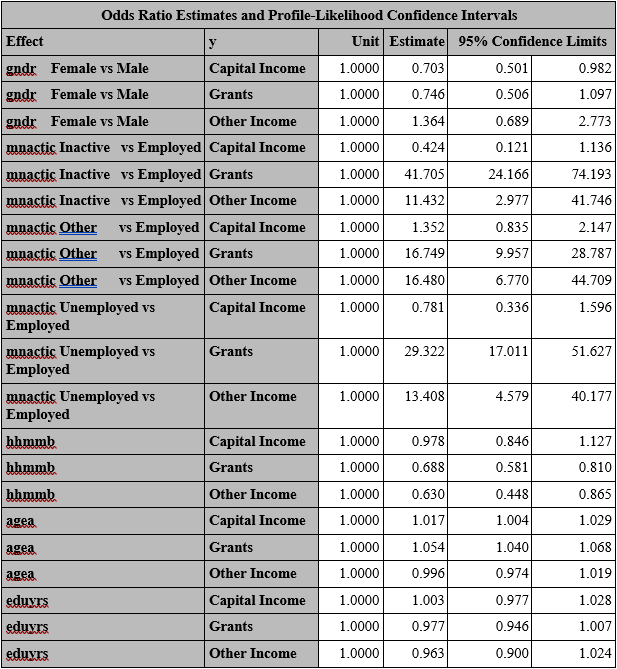 Odds Ratio Estimates and Profile-Likelihood Confidence Intervals
Effect y Unit Estimate 95% Confidence Limits
gndr Female vs Male Capital Income 1.0000 0.703 0.501 0.982
gndr Female vs Male Grants 1.0000 0.746 0.506 1.097
gndr Female vs Male Other Income 1.0000 1.364 0.689 2.773
mnactic Inactive vs Employed Capital Income 1.0000 0.424 0.121 1.136
mnactic Inactive vs Employed Grants 1.0000 41.705 24.166 74.193
mnactic Inactive vs Employed Other Income 1.0000 11.432 2.977 41.746
mnactic Other vs Employed Capital Income 1.0000 1.352 0.835 2.147
mnactic Other vs Employed Grants 1.0000 16.749 9.957 28.787
mnactic Other vs Employed Other Income 1.0000 16.480 6.770 44.709
mnactic Unemployed vs Capital Income 1.0000 0.781 0.336 1.596
Employed
mnactic Unemployed vs Grants 1.0000 29.322 17.011 51.627
Employed
mnactic Unemployed vs Other Income 1.0000 13.408 4.579 40.177
Employed
hhmmb Capital Income 1.0000 0.978 0.846 1.127
hhmmb Grants 1.0000 0.688 0.581 0.810
hhmmb Other Income 1.0000 0.630 0.448 0.865
agea Capital Income 1.0000 1.017 1.004 1.029
agea Grants 1.0000 1.054 1.040 1.068
agea Other Income 1.0000 0.996 0.974 1.019
eduyrs Capital Income 1.0000 1.003 0.977 1.028
eduyrs Grants 1.0000 0.977 0.946 1.007
eduyrs Other Income 1.0000 0.963 0.900 1.024